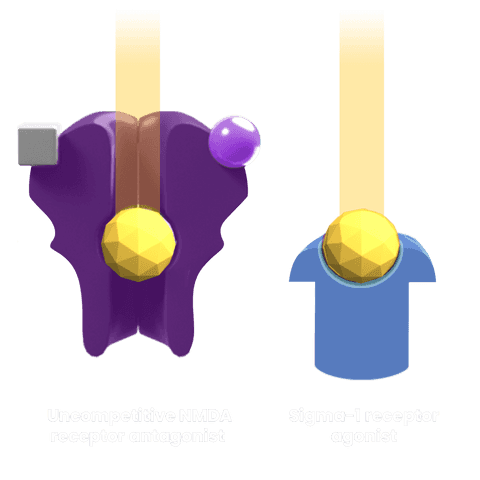 Uncompetitive NMDA
receptor antagonist
Sigma-1 receptor
agonist